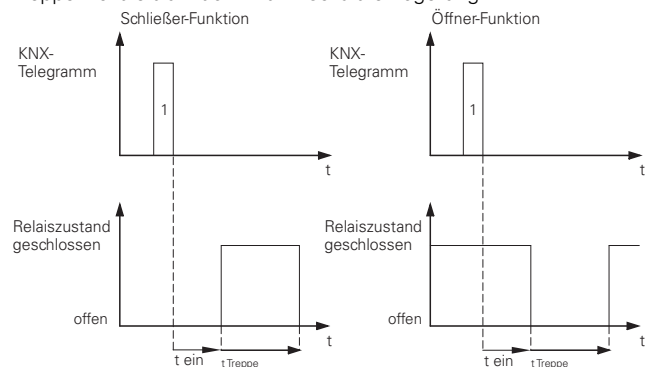 Schließer-Funktion
KNX-
Telegramm
1
t
Relaiszustand
geschlossen
offen
t
t ein
t Treppe
Öffner-Funktion
KNX-
Telegramm
1
t
Relaiszustand
geschlossen
offen
t
t ein
t Treppe